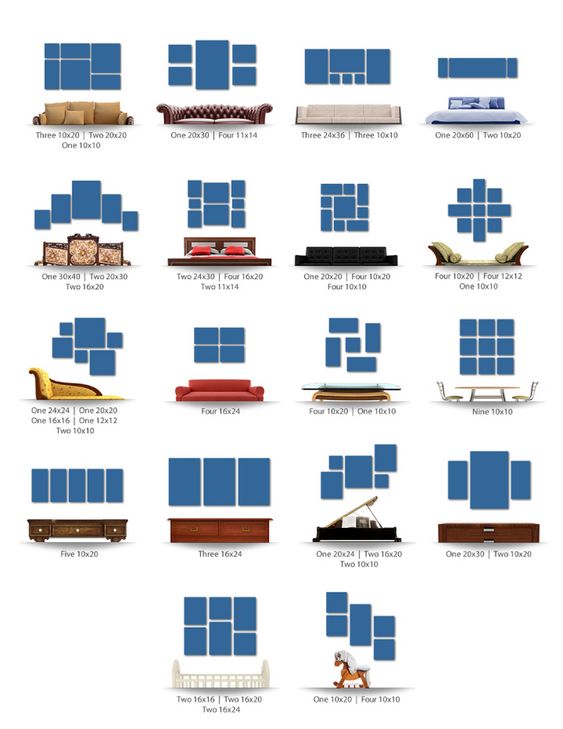 Three 10x20 | Two 20x20
One 10x10
One 20x30 | Four 11x14
Three 24x36 | Three 10x10
One 20x60 | Two 10x20
One 30x40 | Two 20x30
Two 16x20
Two 24x30 | Four 16x20
Two 11x14
One 20x20 | Four 10x20
Four 10x10
Four 10x20 | Four 12x12
One 10x10
One 24x24 | One 20x20
One 16x16 | One 12x12
Two 10x10
Four 16x24
Four 10x20 | One 10x10
Nine 10x10
Five 10x20
Three 16x24
One 20x24 | Two 16x20
Two 10x10
One 20x30 | Two 10x20
Two 16x16 | Two 16x20
Two 16x24
One 10x20 | Four 10x10